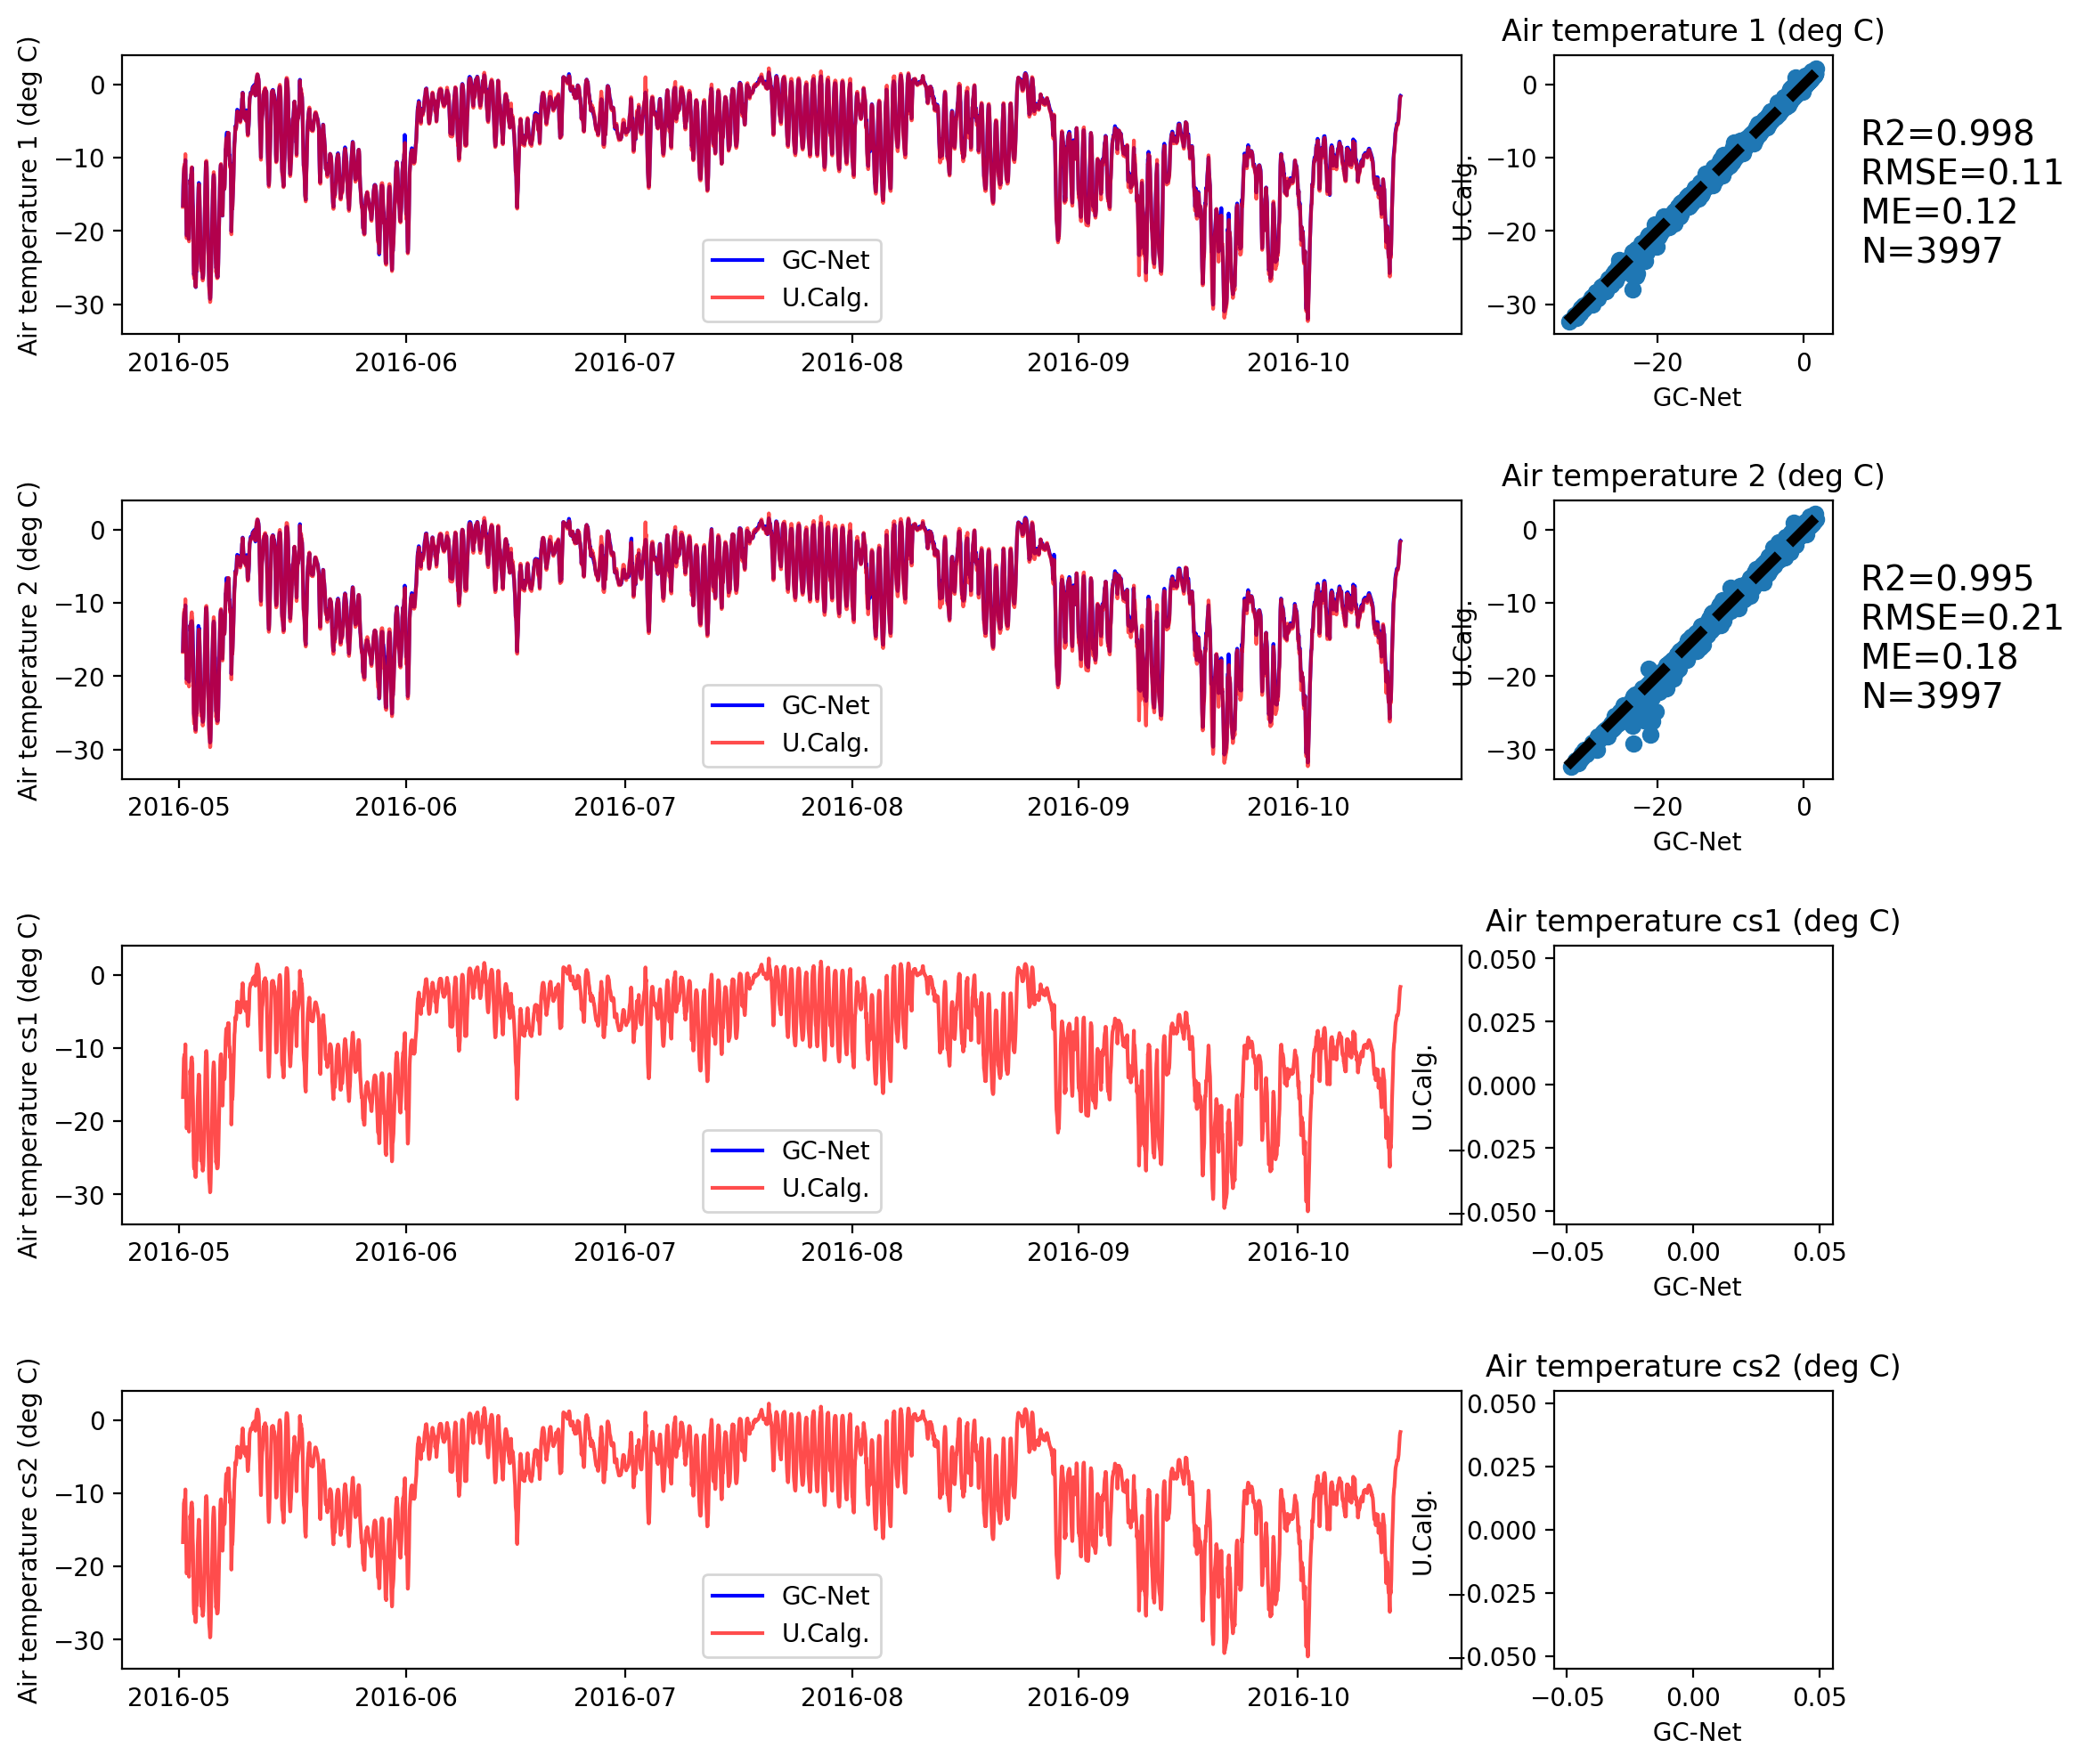 Air temperature 1 (deg C)
0
−10
−20
−30
GC-Net
U.Calg.
2016-05 2016-06 2016-07 2016-08 2016-09 2016-10
Air temperature 1 (deg C)
U.Calg.
0
−10
−20
−30
−20 0
GC-Net
R2=0.998
RMSE=0.11
ME=0.12
N=3997
Air temperature 2 (deg C)
0
−10
−20
−30
GC-Net
U.Calg.
2016-05 2016-06 2016-07 2016-08 2016-09 2016-10
Air temperature 2 (deg C)
U.Calg.
0
−10
−20
−30
−20 0
GC-Net
R2=0.995
RMSE=0.21
ME=0.18
N=3997
Air temperature cs1 (deg C)
0
−10
−20
−30
GC-Net
U.Calg.
2016-05 2016-06 2016-07 2016-08 2016-09 2016-10
Air temperature cs1 (deg C)
U.Calg.
0.050
0.025
0.000
−0.025
−0.050
−0.05 0.00 0.05
GC-Net
Air temperature cs2 (deg C)
0
−10
−20
−30
GC-Net
U.Calg.
2016-05 2016-06 2016-07 2016-08 2016-09 2016-10
Air temperature cs2 (deg C)
U.Calg.
0.050
0.025
0.000
−0.025
−0.050
−0.05 0.00 0.05
GC-Net